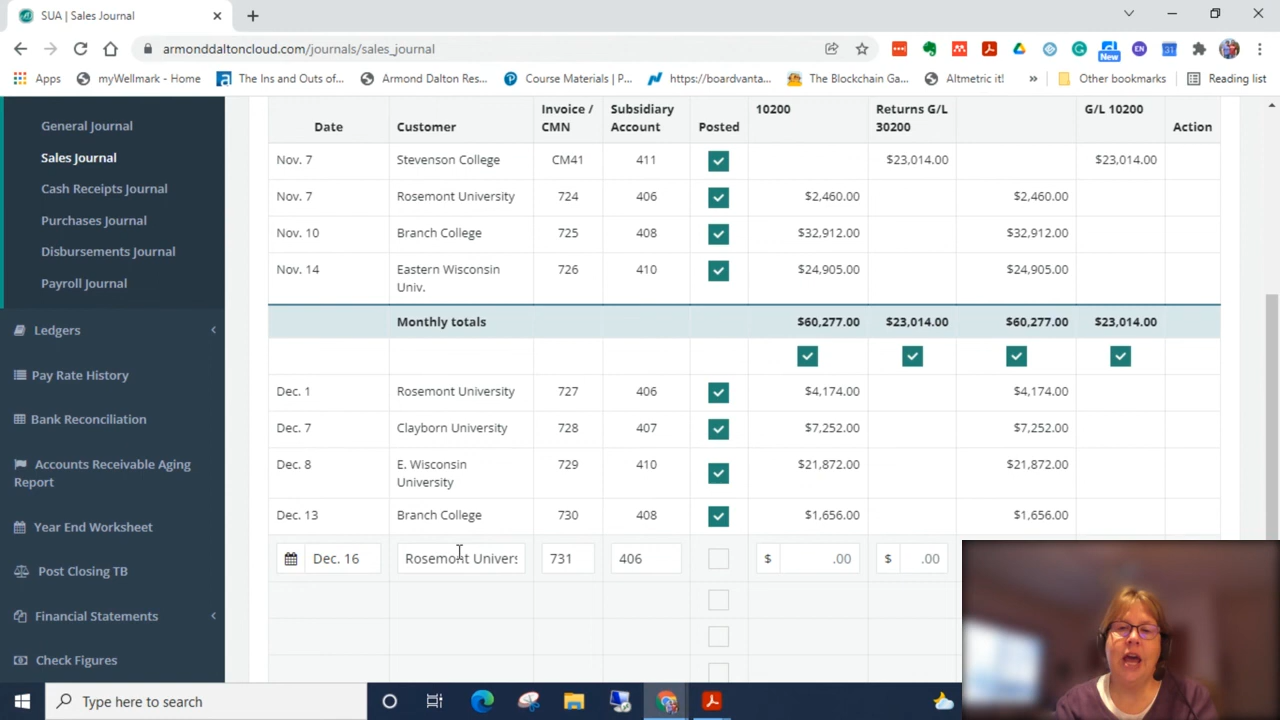 SUA | Sales Journal
armonddaltoncloud.com/journals/sales_journal
New
EN
31
Apps
myWellmark - Home
The Ins and Outs of...
Armond Dalton Res...
Course Materials | P...
https://boardvanta...
The Blockchain Ga...
Altmetric it!
»
Other bookmarks
Reading list
General Journal
Sales Journal
Cash Receipts Journal
Purchases Journal
Disbursements Journal
Payroll Journal
Ledgers
Pay Rate History
Bank Reconciliation
Accounts Receivable Aging
Report
Year End Worksheet
Post Closing TB
Financial Statements
Check Figures
Invoice / Subsidiary 10200 Returns G/L G/L 10200
Date Customer CMN Account Posted 30200 Action
Nov. 7 Stevenson College CM41 411 $23,014.00 $23,014.00
Nov. 7 Rosemont University 724 406 $2,460.00 $2,460.00
Nov. 10 Branch College 725 408 $32,912.00 $32,912.00
Nov. 14 Eastern Wisconsin 726 410 $24,905.00 $24,905.00
Univ.
Monthly totals $60,277.00 $23,014.00 $60,277.00 $23,014.00
Dec. 1 Rosemont University 727 406 $4,174.00 $4,174.00
Dec. 7 Clayborn University 728 407 $7,252.00 $7,252.00
Dec. 8 E. Wisconsin 729 410 $21,872.00 $21,872.00
University
Dec. 13 Branch College 730 408 $1,656.00 $1,656.00
Dec. 16 Rosemont Univers 731 406 $ .00 $ .00
Type here to search